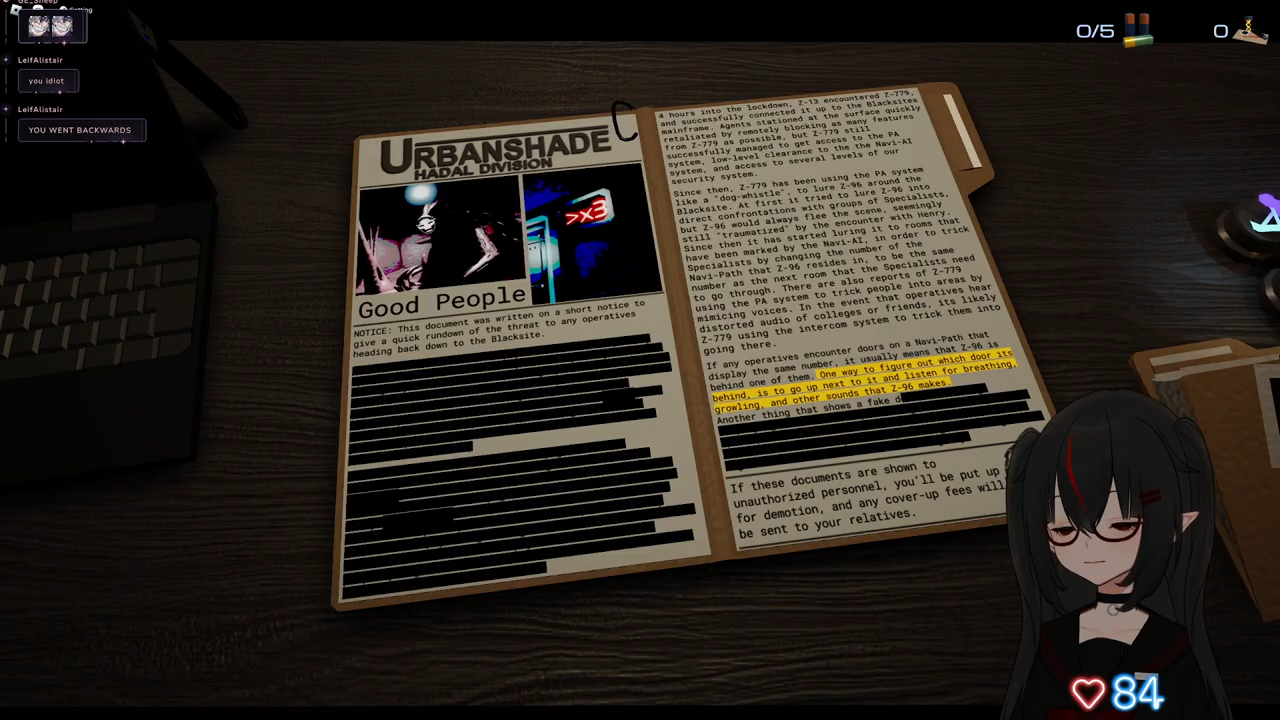 GE_Sheep
LeifAlistair
you idiot
LeifAlistair
YOU WENT BACKWARDS
0/5
0
URBANSHADE
HADAL DIVISION
>x3
Good People
NOTICE: This document was written on a short notice to
give a quick rundown of the threat to any operatives
heading back down to the Blacksite.
4 hours into the lockdown, Z-13 encountered Z-779,
and successfully connected it up to the Blacksites
mainframe. Agents stationed at the surface quickly
retaliated by remotely blocking as many features
from Z-779 as possible, but Z-779 still
successfully managed to get access to the PA
system, low-level clearance to the the Navi-AI
system, and access to several levels of our
security system.
Since then, Z-779 has been using the PA system
like a "dog-whistle", to lure Z-96 around the
Blacksite. At first it tried to lure Z-96 into
direct confrontations with groups of Specialists,
but Z-96 would always flee the scene, seemingly
still "traumatized" by the encounter with Henry.
Since then it has started luring it to rooms that
have been marked by the Navi-AI, in order to trick
Specialists by changing the number of the
Navi-Path that Z-96 resides in, to be the same
number as the next room that the Specialists need
to go through. There are also reports of Z-779
using the PA system to trick people into areas by
mimicing voices. In the event that operatives hear
distorted audio of colleges or friends, its likely
Z-779 using the intercom system to trick them into
going there.
If any operatives encounter doors on a Navi-Path that
display the same number, it usually means that Z-96 is
behind one of them. One way to figure out which door its
behind, is to go up next to it and listen for breathing,
growling, and other sounds that Z-96 makes.
Another thing that shows a fake d
If these documents are shown to
unauthorized personnel, you'll be put up
for demotion, and any cover-up fees will
be sent to your relatives.
84